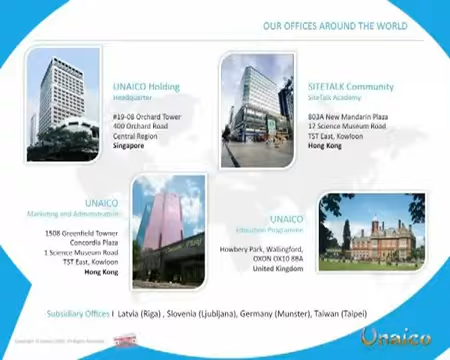 OUR OFFICES AROUND THE WORLD
UNAICO Holding
Headquarter
#19-08 Orchard Tower
400 Orchard Road
Central Region
Singapore
SITETALK Community
SiteTalk Academy
803A New Mandarin Plaza
12 Science Museum Road
TST East, Kowloon
Hong Kong
UNAICO
Marketing and Administration
1508 Greenfield Towner
Concordia Plaza
1 Science Museum Road
TST East, Kowloon
Hong Kong
UNAICO
Education Programme
Howbery Park, Wallingford,
OXON OX10 8BA
United Kingdom
Subsidiary Offices I Latvia (Riga) , Slovenia (Ljubljana), Germany (Munster), Taiwan (Taipei)
Unaico